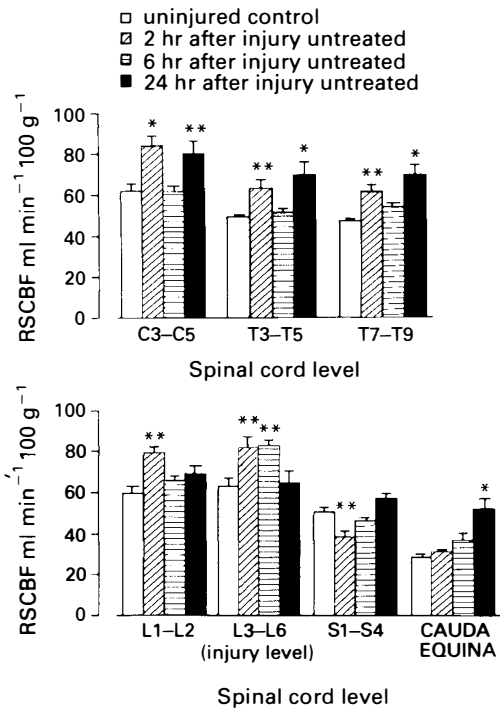 uninjured control
2 hr after injury untreated
6 hr after injury untreated
24 hr after injury untreated
RSCBF ml min⁻¹ 100 g⁻¹
100
80
60
40
20
0
* ** ** * ** *
C3–C5 T3–T5 T7–T9
Spinal cord level
RSCBF ml min⁻¹ 100 g⁻¹
100
80
60
40
20
0
** ** ** ** *
L1–L2 L3–L6 S1–S4 CAUDA
(injury level) EQUINA
Spinal cord level